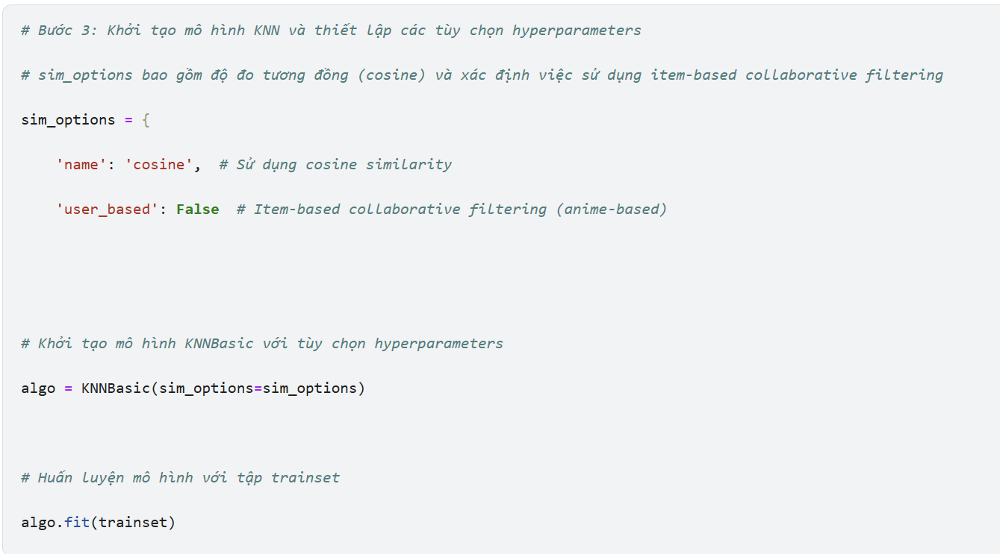 # Bước 3: Khởi tạo mô hình KNN và thiết lập các tùy chọn hyperparameters
# sim_options bao gồm độ đo tương đồng (cosine) và xác định việc sử dụng item-based collaborative filtering
sim_options = {
    'name': 'cosine',  # Sử dụng cosine similarity
    'user_based': False  # Item-based collaborative filtering (anime-based)
# Khởi tạo mô hình KNNBasic với tùy chọn hyperparameters
algo = KNNBasic(sim_options=sim_options)
# Huấn luyện mô hình với tập trainset
algo.fit(trainset)